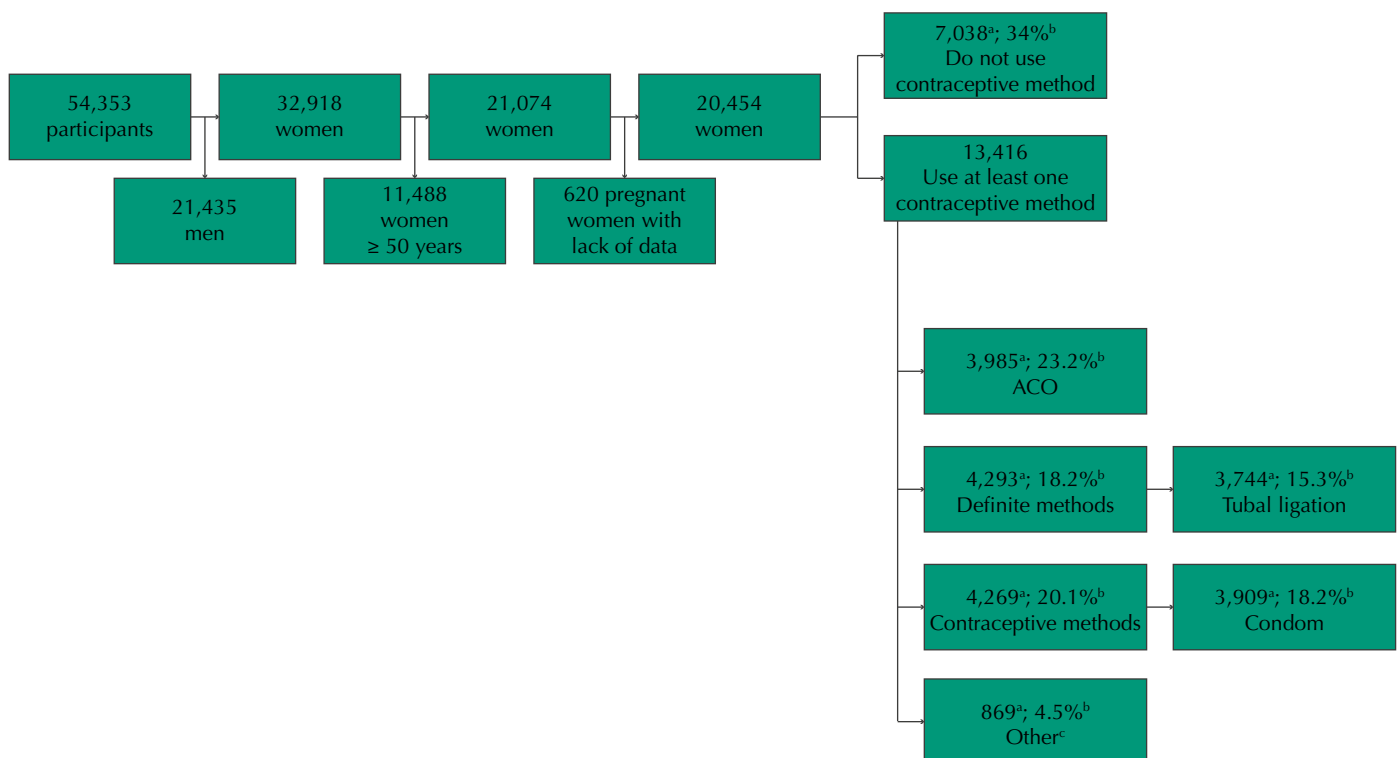 54,353
participants
32,918
women
21,074
women
20,454
women
21,435
men
11,488
women
≥ 50 years
620 pregnant
women with
lack of data
7,038ᵃ; 34%ᵇ
Do not use
contraceptive method
13,416
Use at least one
contraceptive method
3,985ᵃ; 23.2%ᵇ
ACO
4,293ᵃ; 18.2%ᵇ
Definite methods
3,744ᵃ; 15.3%ᵇ
Tubal ligation
4,269ᵃ; 20.1%ᵇ
Contraceptive methods
3,909ᵃ; 18.2%ᵇ
Condom
869ᵃ; 4.5%ᵇ
Otherᶜ